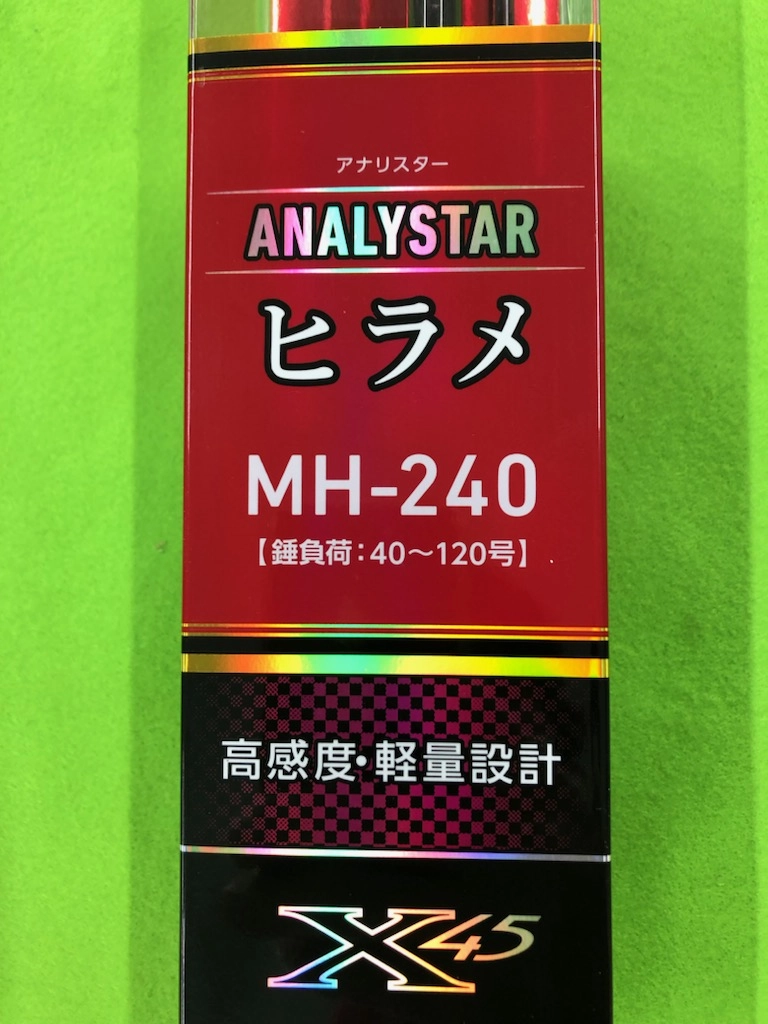 アナリスター
ANALYSTAR
ヒラメ
MH-240
【錘負荷：40～120号】
高感度・軽量設計
X45